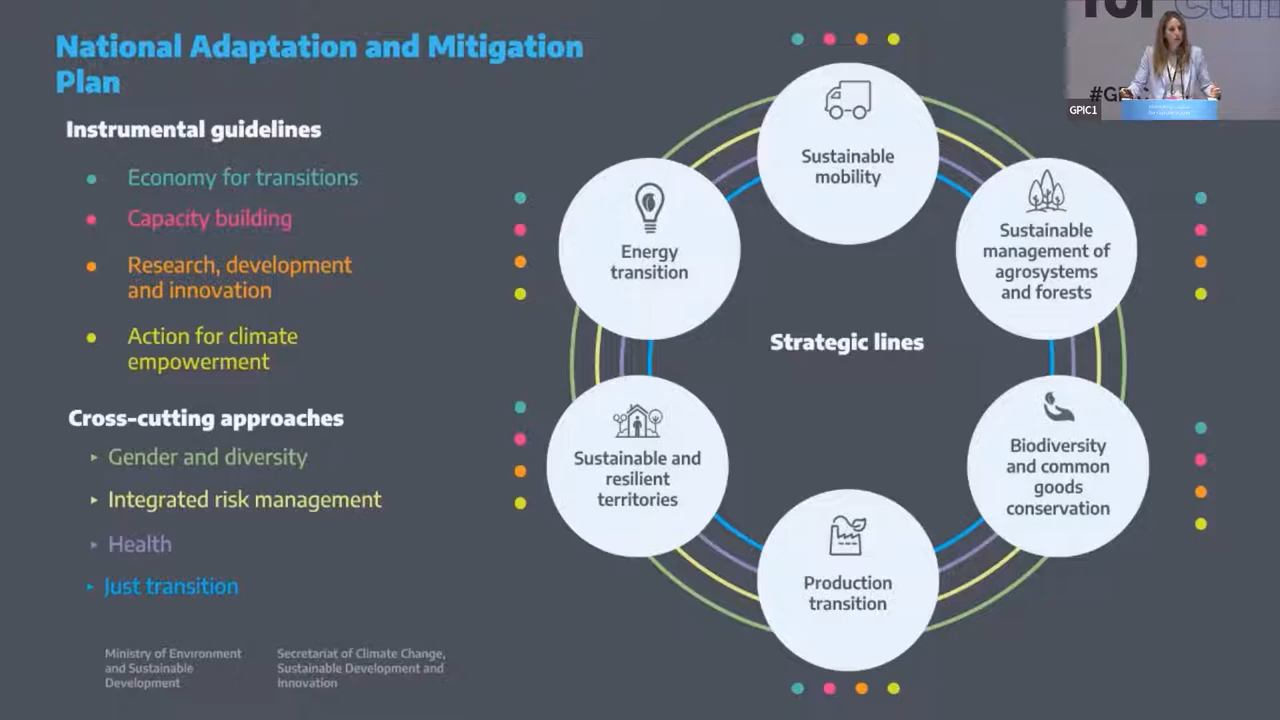 National Adaptation and Mitigation
Plan
Instrumental guidelines
Economy for transitions
Capacity building
Research, development
and innovation
Action for climate
empowerment
Cross-cutting approaches
Gender and diversity
Integrated risk management
Health
Just transition
Ministry of Environment
and Sustainable
Development
Secretariat of Climate Change,
Sustainable Development and
Innovation
Sustainable
mobility
Energy
transition
Sustainable
management of
agrosystems
and forests
Strategic lines
Sustainable and
resilient
territories
Biodiversity
and common
goods
conservation
Production
transition
GPIC1